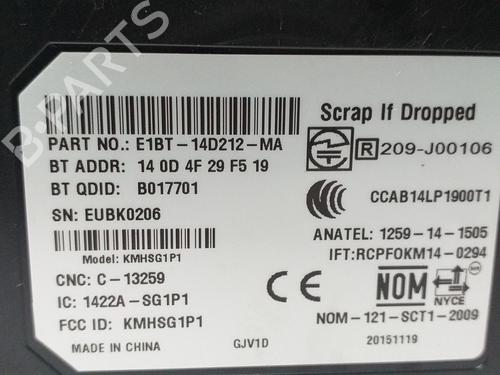 Scrap If Dropped
PART NO.: E1BT-14D212-MA
R 209-J00106
BT ADDR: 14 0D 4F 29 F5 19
BT QDID: B017701
CCAB14LP1900T1
SN: EUBK0206
ANATEL: 1259-14-1505
Model: KMHSG1P1
IFT:RCPFOKM14-0294
CNC: C-13259
IC: 1422A-SG1P1
NOM
NYCE
FCC ID: KMHSG1P1
NOM-121-SCT1-2009
MADE IN CHINA
GJV1D
20151119
B-PARTS